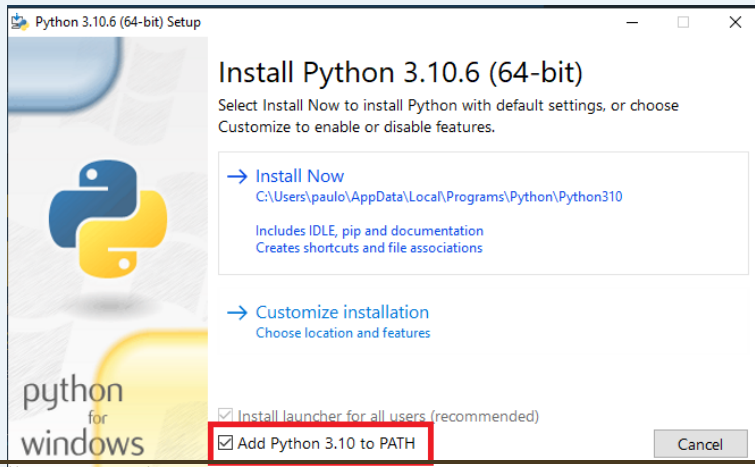 Python 3.10.6 (64-bit) Setup
Install Python 3.10.6 (64-bit)
Select Install Now to install Python with default settings, or choose
Customize to enable or disable features.
Install Now
C:\Users\paulo\AppData\Local\Programs\Python\Python310
Includes IDLE, pip and documentation
Creates shortcuts and file associations
Customize installation
Choose location and features
python
for
windows
Install launcher for all users (recommended)
Add Python 3.10 to PATH
Cancel